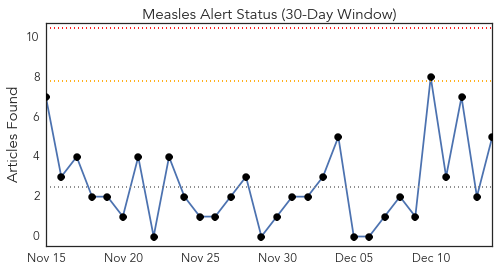 Measles Alert Status (30-Day Window)
Articles Found
10
8
6
4
2
0
Nov 15
Nov 20
Nov 25
Nov 30
Dec 05
Dec 10